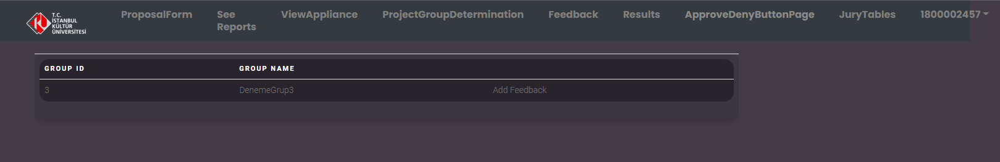 T.C.
İSTANBUL
KÜLTÜR
ÜNİVERSİTESİ
ProposalForm
See
Reports
ViewAppliance
ProjectGroupDetermination
Feedback
Results
ApproveDenyButtonPage
JuryTables
1800002457
GROUP ID GROUP NAME
3 DenemeGrup3 Add Feedback